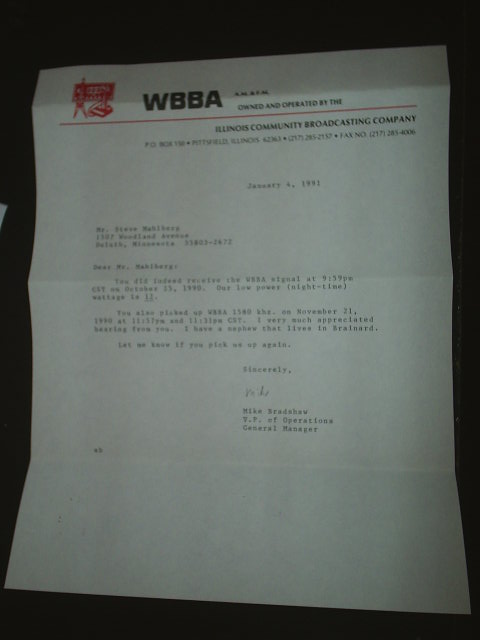 WBBA A.M. & F.M.
OWNED AND OPERATED BY THE
ILLINOIS COMMUNITY BROADCASTING COMPANY
P.O. BOX 150 • PITTSFIELD, ILLINOIS 62363 • (217) 285-2157 • FAX NO. (217) 285-4006
January 4, 1991
Mr. Steve Mahlberg
1507 Woodland Avenue
Duluth, Minnesota 55803-2672
Dear Mr. Mahlberg:
You did indeed receive the WBBA signal at 9:59pm
CST on October 15, 1990. Our low power (night-time)
wattage is 12.
You also picked up WBBA 1580 khz. on November 21,
1990 at 11:57pm and 11:31pm CDT. I very much appreciated
hearing from you. I have a nephew that lives in Brainard.
Let me know if you pick us up again.
Sincerely,
Mike
Mike Bradshaw
V.P. of Operations
General Manager